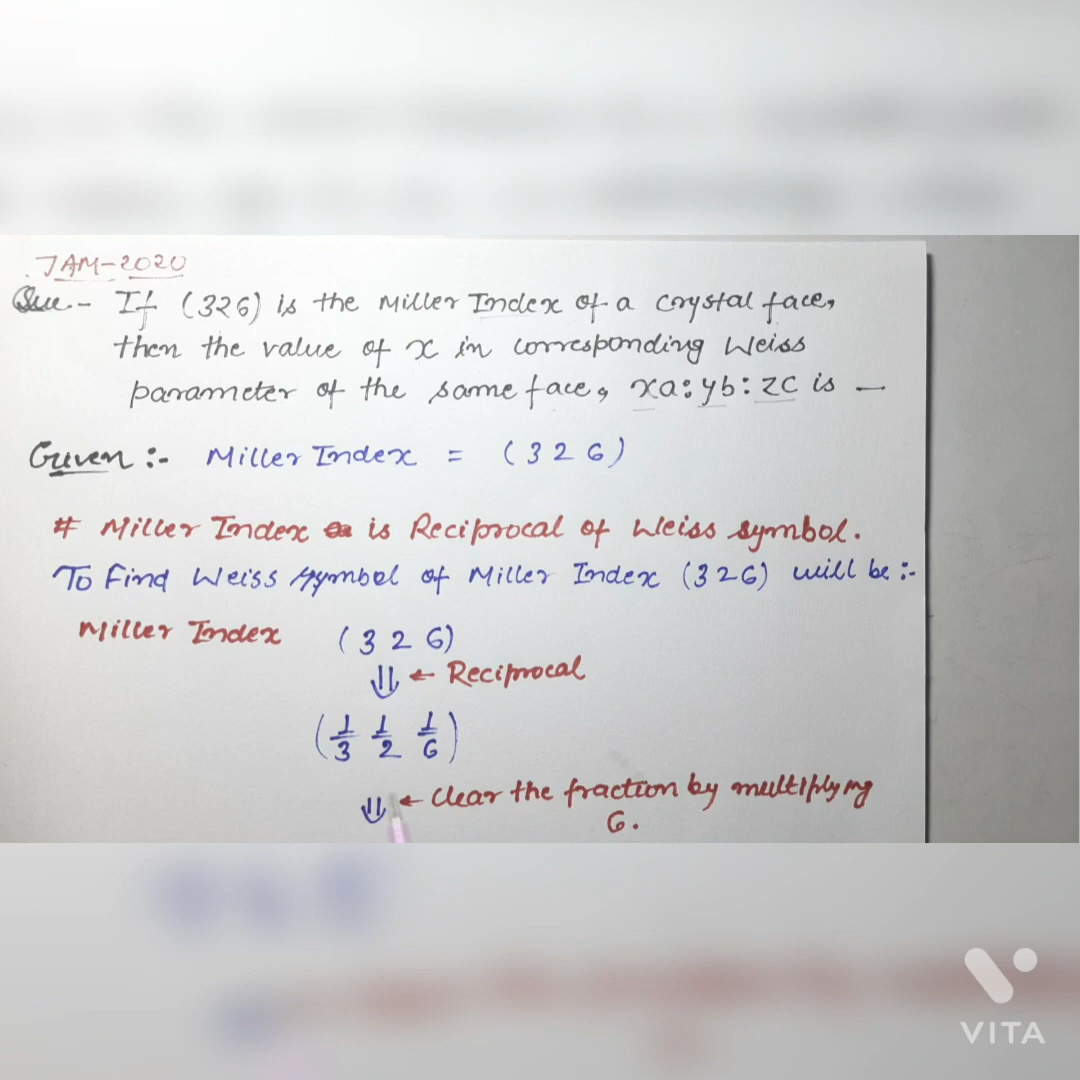 JAM-2020
Que.- If (326) is the Miller Index of a crystal face,
then the value of x in corresponding Weiss
parameter of the same face, xa:yb:zc is —
Given:- Miller Index = (326)
# Miller Index is Reciprocal of Weiss symbol.
To Find Weiss symbol of Miller Index (326) will be:-
Miller Index (3 2 6)
⇓ ← Reciprocal
(1/3 1/2 1/6)
⇓ ← Clear the fraction by multiplying
6.
VITA